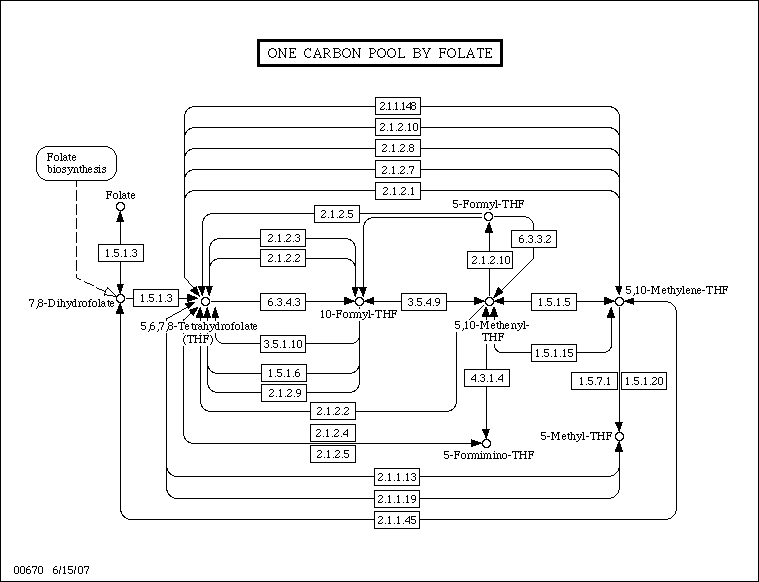 ONE CARBON POOL BY FOLATE
2.1.1.148
2.1.2.10
2.1.2.8
2.1.2.7
2.1.2.1
Folate
biosynthesis
Folate
5-Formyl-THF
2.1.2.5
2.1.2.3
6.3.3.2
1.5.1.3
2.1.2.2
2.1.2.10
7,8-Dihydrofolate
1.5.1.3
6.3.4.3
3.5.4.9
1.5.1.5
5,10-Methylene-THF
10-Formyl-THF
5,6,7,8-Tetrahydrofolate
(THF)
5,10-Methenyl-
THF
3.5.1.10
1.5.1.15
1.5.1.6
4.3.1.4
1.5.7.1
1.5.1.20
2.1.2.9
2.1.2.2
2.1.2.4
5-Methyl-THF
2.1.2.5
5-Formimino-THF
2.1.1.13
2.1.1.19
2.1.1.45
00670 6/15/07